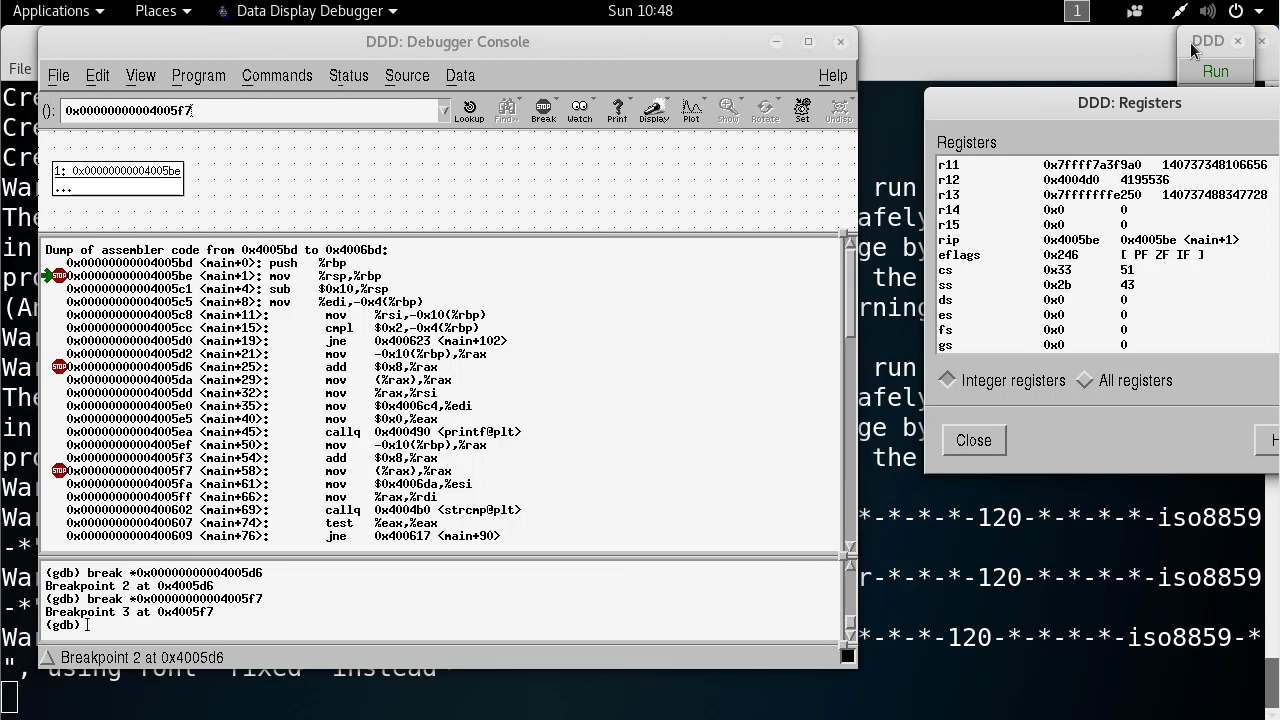 Applications Places Data Display Debugger Sun 10:48 1
DDD: Debugger Console
File Edit View Program Commands Status Source Data Help
(): 0x00000000004005f7
Lookup Find» Break Watch Print Display Plot Show Rotate Set Undisp
1: 0x00000000004005be
...
Dump of assembler code from 0x4005bd to 0x4006bd:
0x00000000004005bd <main+0>: push %rbp
0x00000000004005be <main+1>: mov %rsp,%rbp
0x00000000004005c1 <main+4>: sub $0x10,%rsp
0x00000000004005c5 <main+8>: mov %edi,-0x4(%rbp)
0x00000000004005c8 <main+11>: mov %rsi,-0x10(%rbp)
0x00000000004005cc <main+15>: cmpl $0x2,-0x4(%rbp)
0x00000000004005d0 <main+19>: jne 0x400623 <main+102>
0x00000000004005d2 <main+21>: mov -0x10(%rbp),%rax
STOP 0x00000000004005d6 <main+25>: add $0x8,%rax
0x00000000004005da <main+29>: mov (%rax),%rax
0x00000000004005dd <main+32>: mov %rax,%rsi
0x00000000004005e0 <main+35>: mov $0x4006c4,%edi
0x00000000004005e5 <main+40>: mov $0x0,%eax
0x00000000004005ea <main+45>: callq 0x400490 <printf@plt>
0x00000000004005ef <main+50>: mov -0x10(%rbp),%rax
0x00000000004005f3 <main+54>: add $0x8,%rax
STOP 0x00000000004005f7 <main+58>: mov (%rax),%rax
0x00000000004005fa <main+61>: mov $0x4006da,%esi
0x00000000004005ff <main+66>: mov %rax,%rdi
0x0000000000400602 <main+69>: callq 0x4004b0 <strcmp@plt>
0x0000000000400607 <main+74>: test %eax,%eax
0x0000000000400609 <main+76>: jne 0x400617 <main+90>
(gdb) break *0x00000000004005d6
Breakpoint 2 at 0x4005d6
(gdb) break *0x00000000004005f7
Breakpoint 3 at 0x4005f7
(gdb)
Breakpoint 2 at 0x4005d6
DDD
Run
DDD: Registers
Registers
r11 0x7ffff7a3f9a0 140737348106656
r12 0x4004d0 4195536
r13 0x7fffffffe250 140737488347728
r14 0x0 0
r15 0x0 0
rip 0x4005be 0x4005be <main+1>
eflags 0x246 [ PF ZF IF ]
cs 0x33 51
ss 0x2b 43
ds 0x0 0
es 0x0 0
fs 0x0 0
gs 0x0 0
Integer registers All registers
Close
File
run
in
the
run
in
the
*-*-*-*-120-*-*-*-*-iso8859
-*
*-*-*-*-120-*-*-*-*-iso8859
-*
*-*-*-120-*-*-*-*-iso8859-*
", using font "fixed" instead